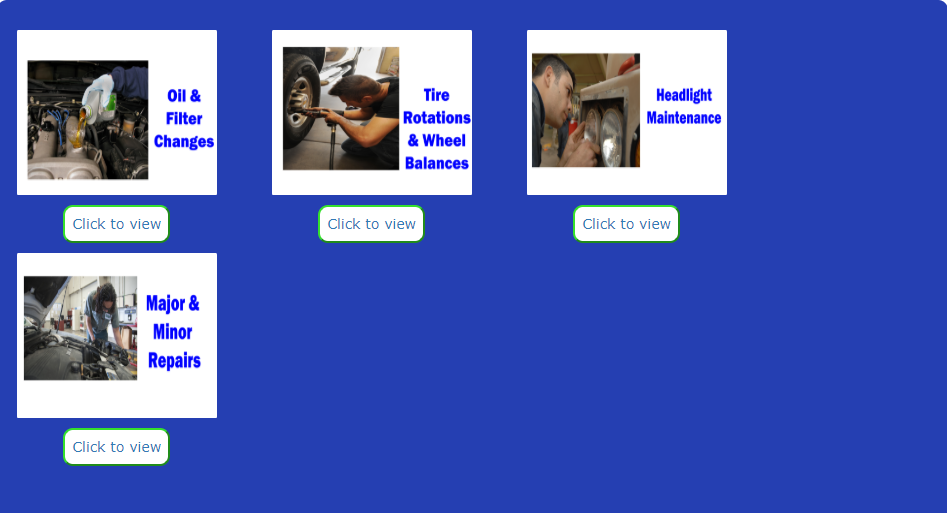 Oil &
Filter
Changes
Tire
Rotations
& Wheel
Balances
Headlight
Maintenance
Click to view
Click to view
Click to view
Major &
Minor
Repairs
Click to view